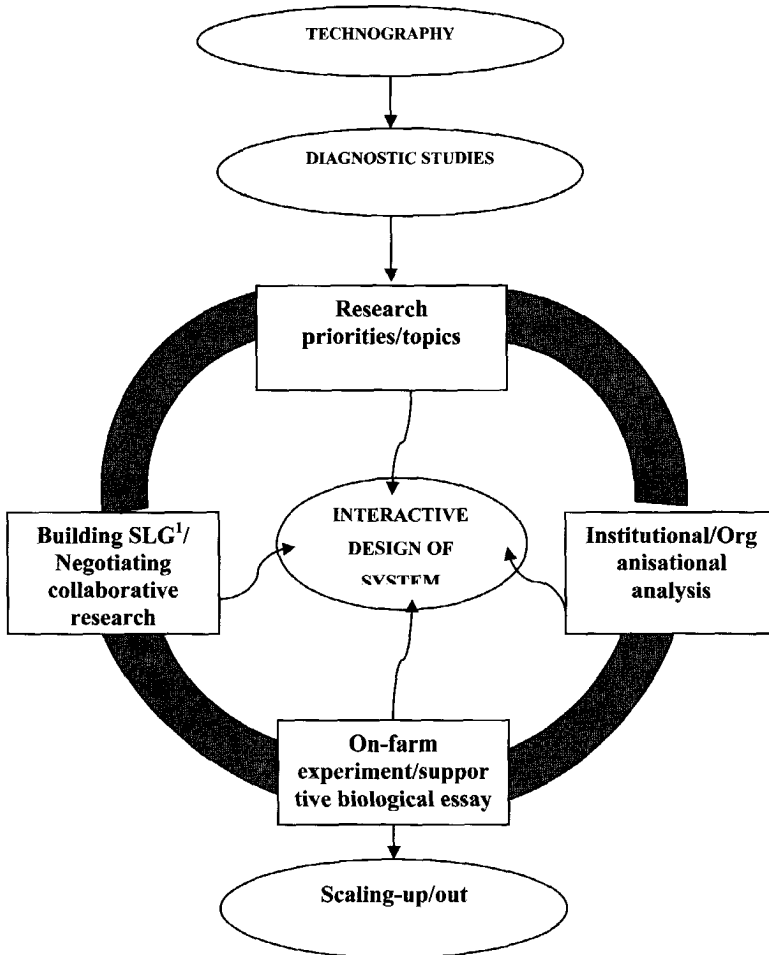 TECHNOGRAPHY
DIAGNOSTIC STUDIES
Research
priorities/topics
Building SLG¹/
Negotiating
collaborative
research
INTERACTIVE
DESIGN OF
SYSTEM
Institutional/Org
anisational
analysis
On-farm
experiment/suppor
tive biological essay
Scaling-up/out